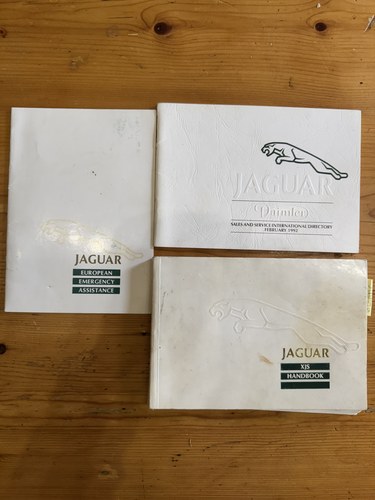 JAGUAR
EUROPEAN
EMERGENCY
ASSISTANCE
JAGUAR
Daimler
SALES AND SERVICE INTERNATIONAL DIRECTORY
FEBRUARY 1992
JAGUAR
XJS
HANDBOOK